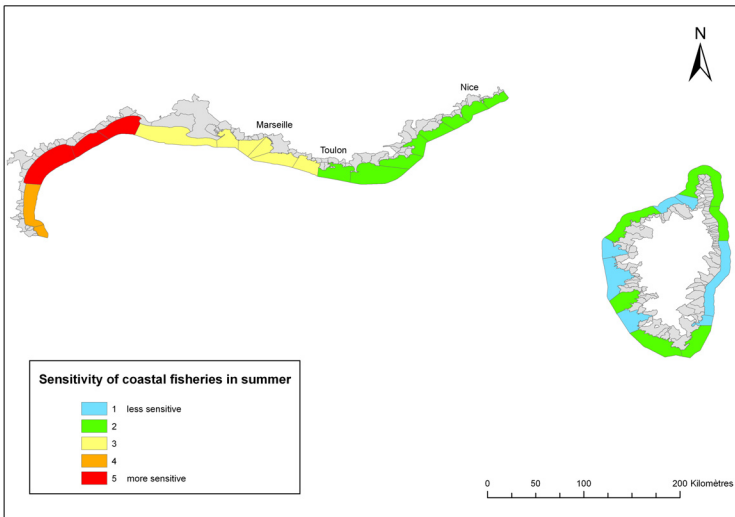 N
Nice
Marseille
Toulon
Sensitivity of coastal fisheries in summer
1 less sensitive
2
3
4
5 more sensitive
0 50 100 150 200 Kilomètres